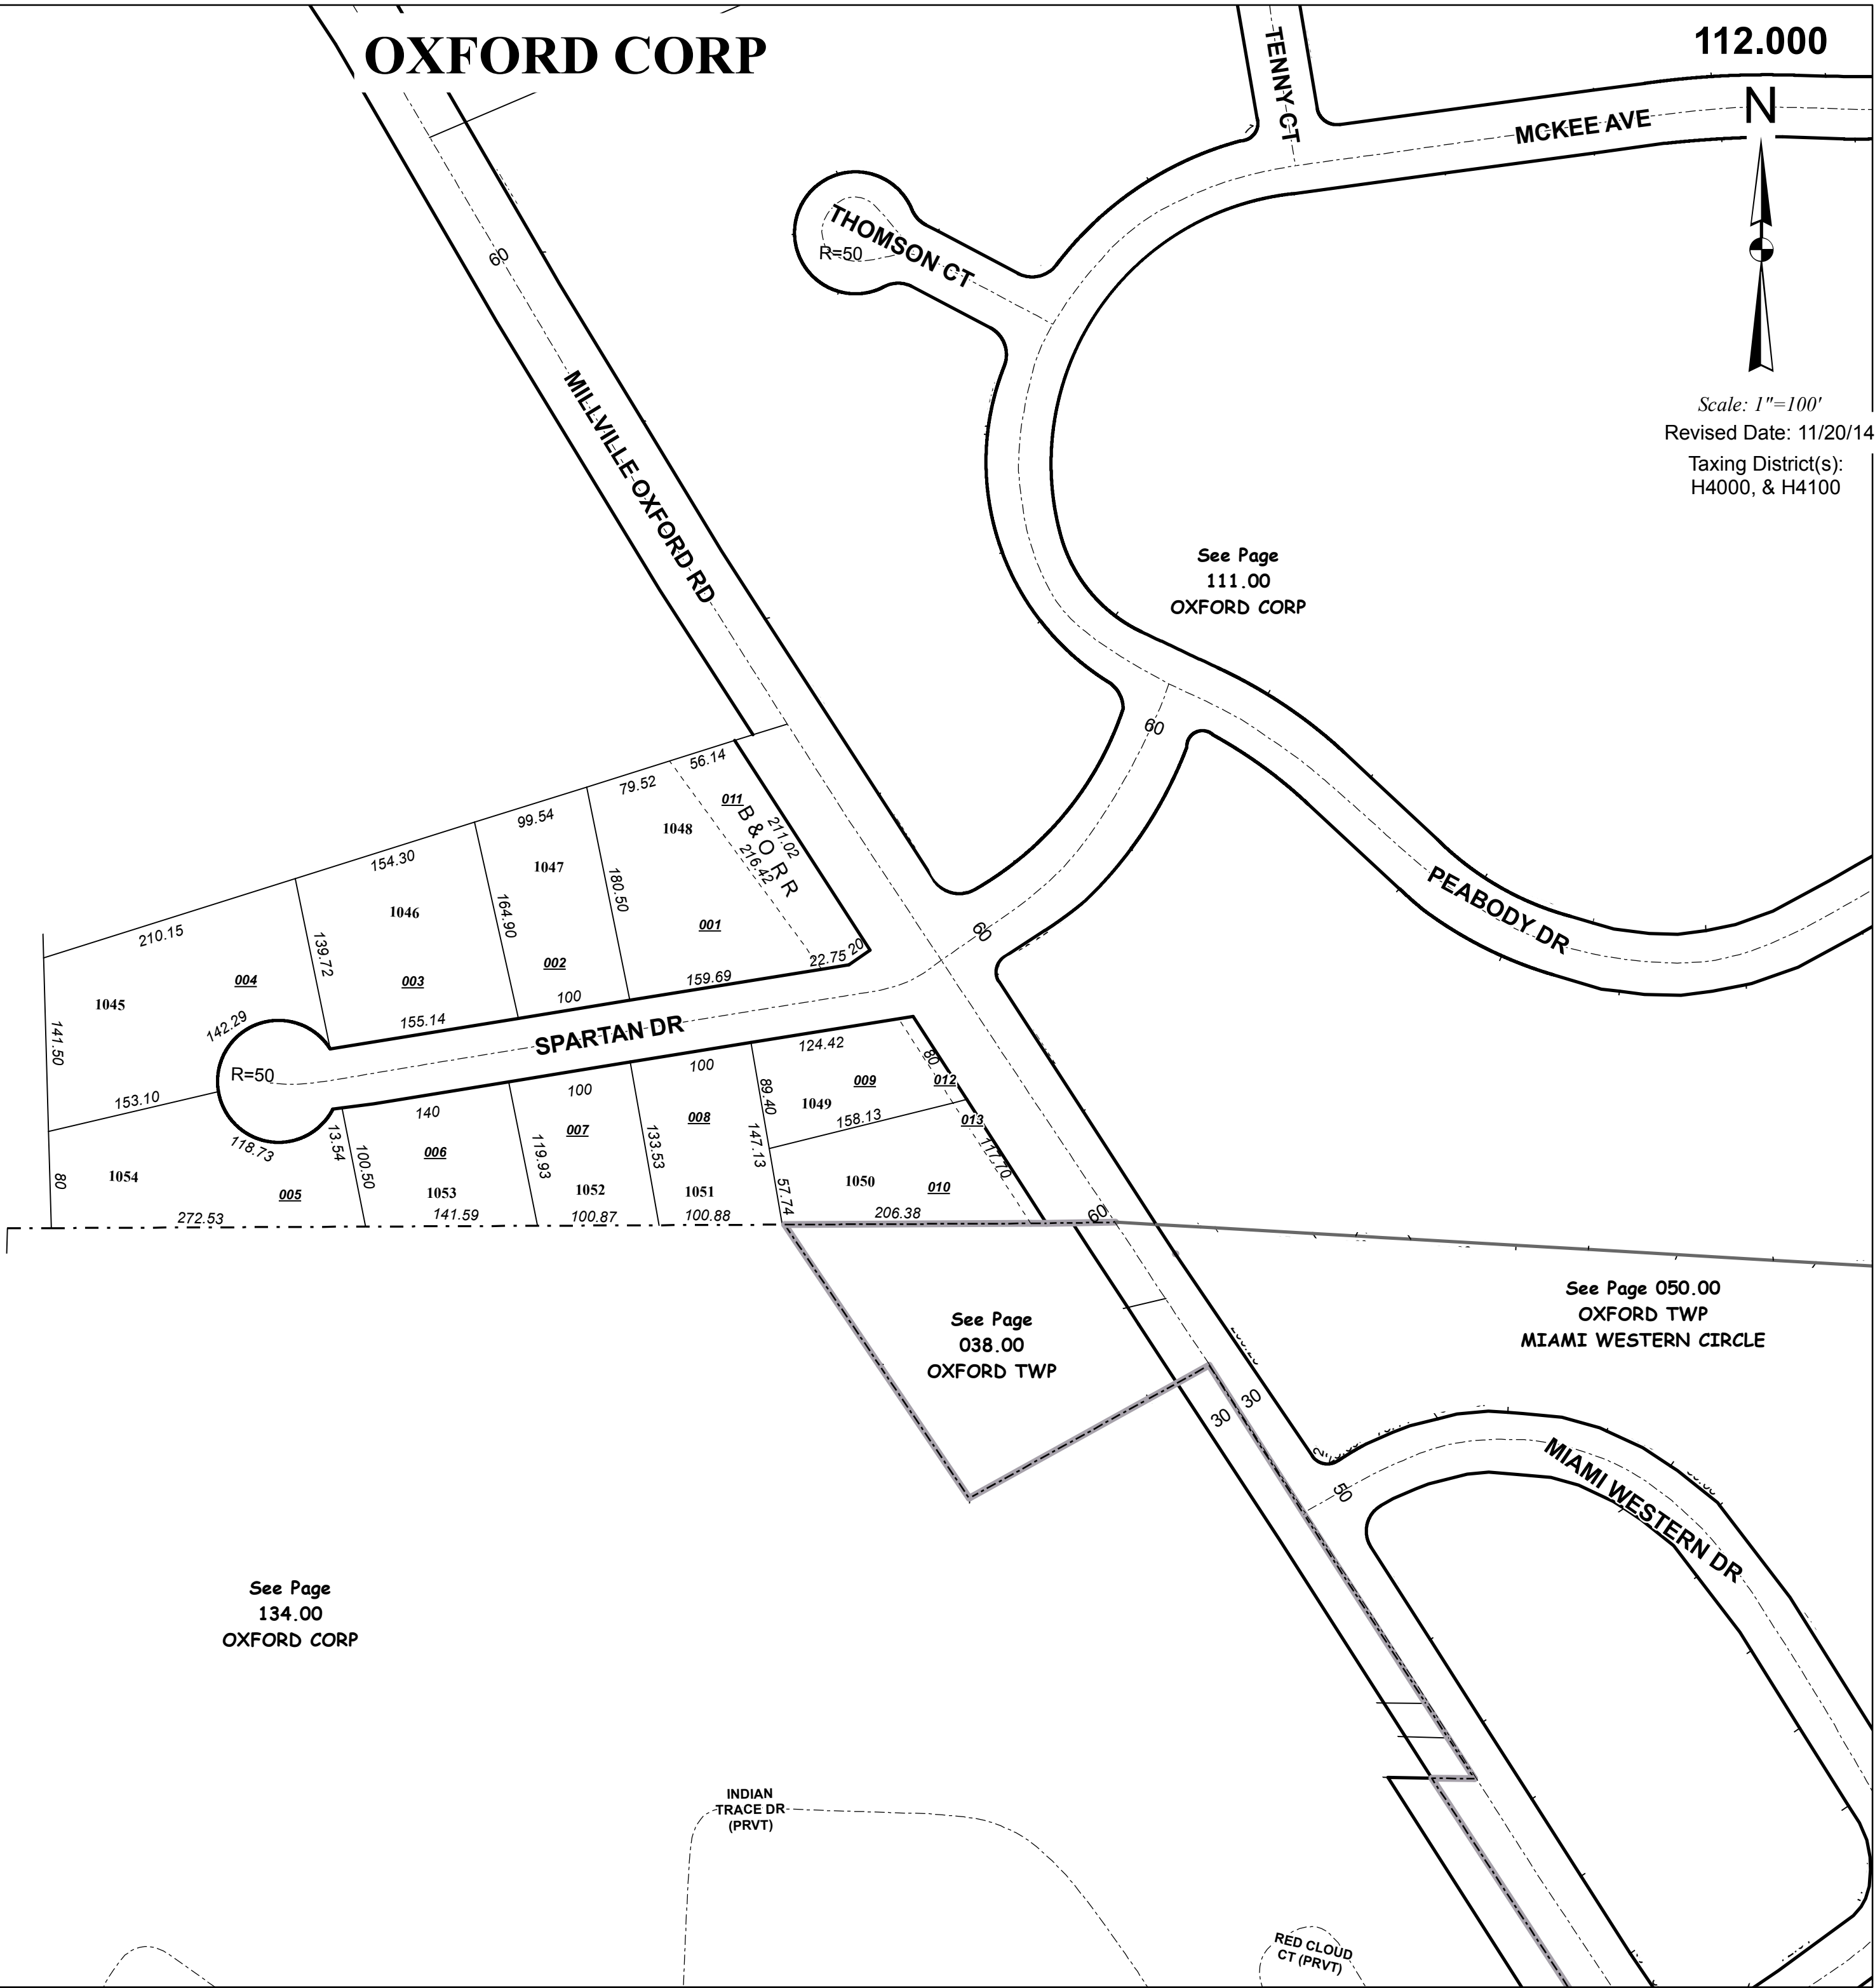 OXFORD CORP
112.000
N
Scale: 1"=100'
Revised Date: 11/20/14
Taxing District(s):
H4000, & H4100
TENNY CT
MCKEE AVE
THOMSON CT
R=50
60
MILLVILLE OXFORD RD
See Page
111.00
OXFORD CORP
60
PEABODY DR
60
56.14
79.52
99.54
154.30
210.15
011
B & O R R
211.02
216.42
1048
1047
1046
1045
180.50
164.90
139.72
141.50
001
002
003
004
22.75
20
159.69
100
155.14
142.29
SPARTAN DR
R=50
153.10
118.73
13.54
80
1054
005
272.53
100.50
140
006
1053
141.59
119.93
100
007
1052
100.87
133.53
100
008
1051
100.88
147.13
89.40
57.74
124.42
009
1049
158.13
80
012
013
117.70
1050
010
206.38
60
See Page
038.00
OXFORD TWP
See Page 050.00
OXFORD TWP
MIAMI WESTERN CIRCLE
30
30
50
MIAMI WESTERN DR
See Page
134.00
OXFORD CORP
INDIAN
TRACE DR
(PRVT)
RED CLOUD
CT (PRVT)